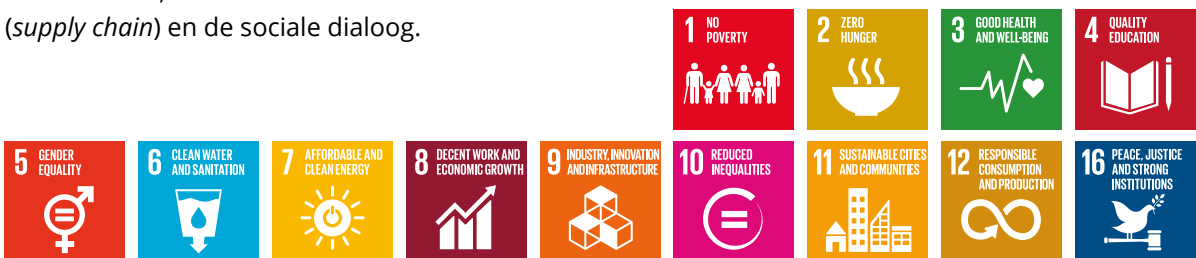 (supply chain) en de sociale dialoog.
1 NO
POVERTY
2 ZERO
HUNGER
3 GOOD HEALTH
AND WELL-BEING
4 QUALITY
EDUCATION
5 GENDER
EQUALITY
6 CLEAN WATER
AND SANITATION
7 AFFORDABLE AND
CLEAN ENERGY
8 DECENT WORK AND
ECONOMIC GROWTH
9 INDUSTRY, INNOVATION
AND INFRASTRUCTURE
10 REDUCED
INEQUALITIES
11 SUSTAINABLE CITIES
AND COMMUNITIES
12 RESPONSIBLE
CONSUMPTION
AND PRODUCTION
16 PEACE, JUSTICE
AND STRONG
INSTITUTIONS